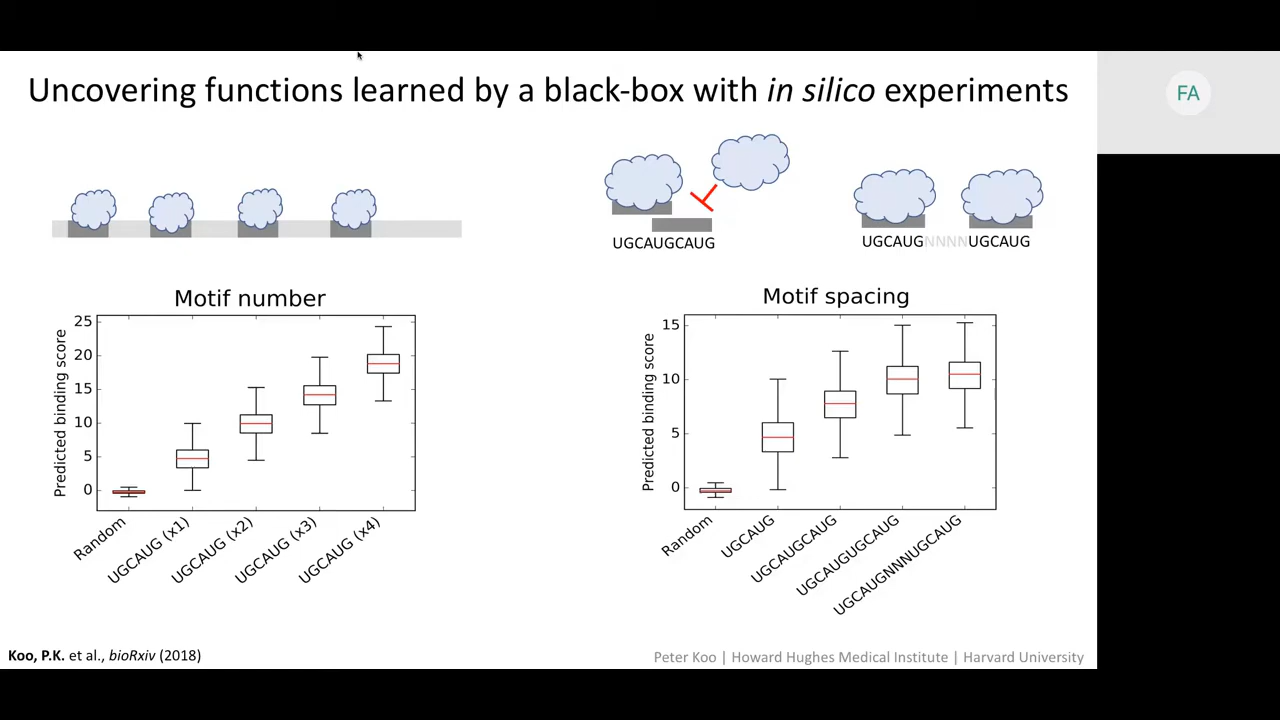 Uncovering functions learned by a black-box with in silico experiments
FA
UGCAUGCAUG
UGCAUGNNNNUGCAUG
Motif number
Predicted binding score
25
20
15
10
5
0
Random
UGCAUG (x1)
UGCAUG (x2)
UGCAUG (x3)
UGCAUG (x4)
Motif spacing
Predicted binding score
15
10
5
0
Random
UGCAUG
UGCAUGCAUG
UGCAUGUGCAUG
UGCAUGNNNUGCAUG
Koo, P.K. et al., bioRxiv (2018)
Peter Koo | Howard Hughes Medical Institute | Harvard University